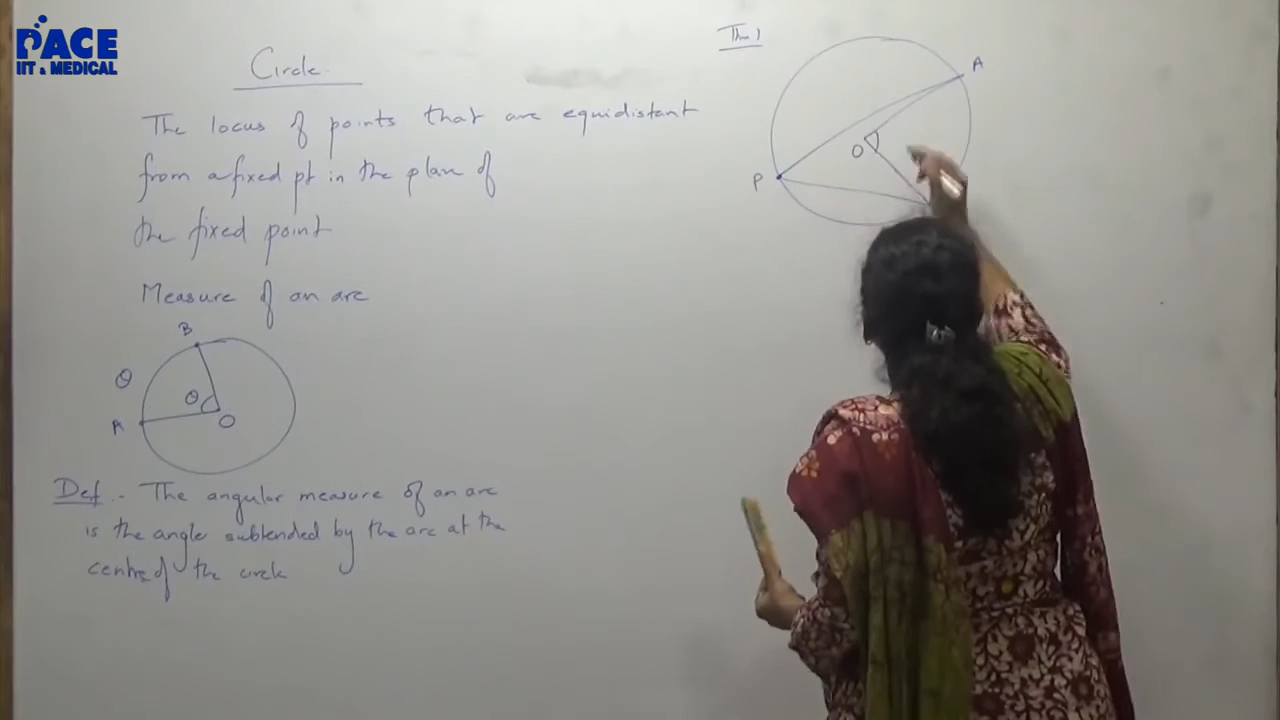 PACE
IIT & MEDICAL
Circle.
The locus of points that are equidistant
from a fixed pt in the plane of
the fixed point
Measure of an arc
B
θ
θ
A
O
Def.- The angular measure of an arc
is the angle subtended by the arc at the
centre of the circle
Thm 1
A
O
P